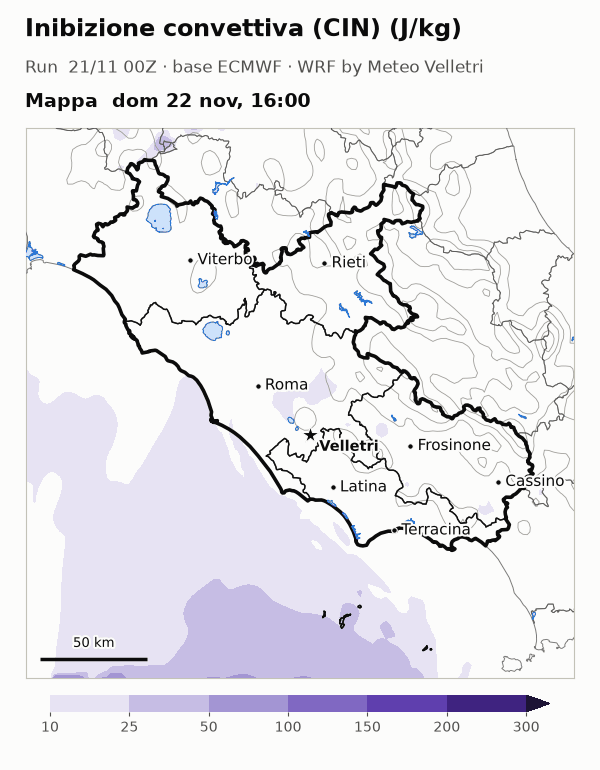 Inibizione convettiva (CIN) (J/kg)
Run 21/11 00Z · base ECMWF · WRF by Meteo Velletri
Mappa dom 22 nov, 16:00
Viterbo
Rieti
Roma
Velletri
Frosinone
Cassino
Latina
Terracina
50 km
10 25 50 100 150 200 300